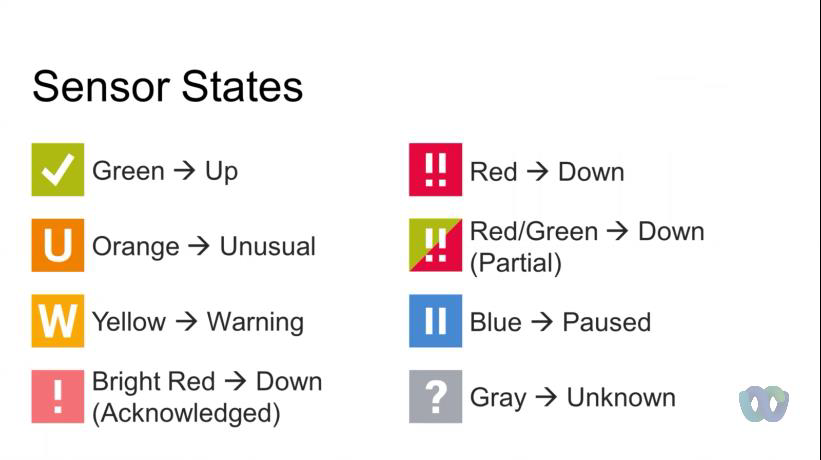 Sensor States
Green → Up
Orange → Unusual
Yellow → Warning
Bright Red → Down
(Acknowledged)
Red → Down
Red/Green → Down
(Partial)
Blue → Paused
Gray → Unknown
U
W
!
!!
!!
?